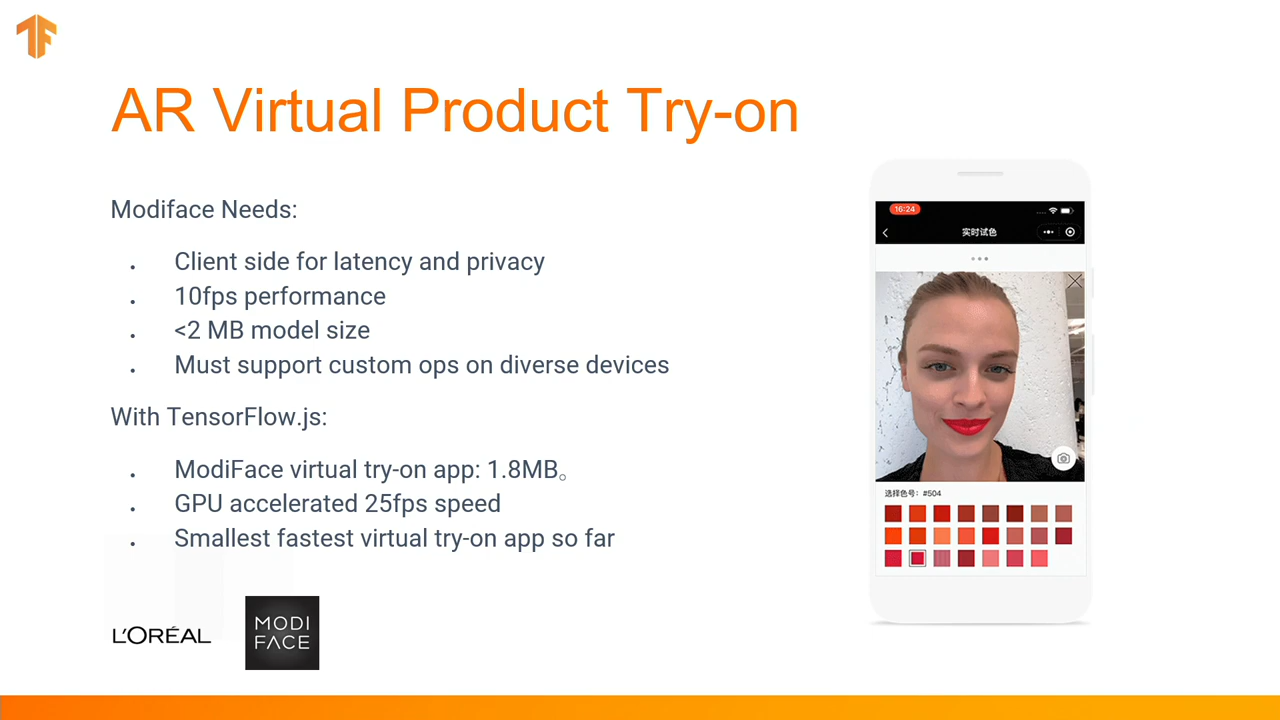 AR Virtual Product Try-on
Modiface Needs:
Client side for latency and privacy
10fps performance
<2 MB model size
Must support custom ops on diverse devices
With TensorFlow.js:
ModiFace virtual try-on app: 1.8MB。
GPU accelerated 25fps speed
Smallest fastest virtual try-on app so far
L'ORÉAL
MODI
FACE
16:24
实时试色
选择色号：#504